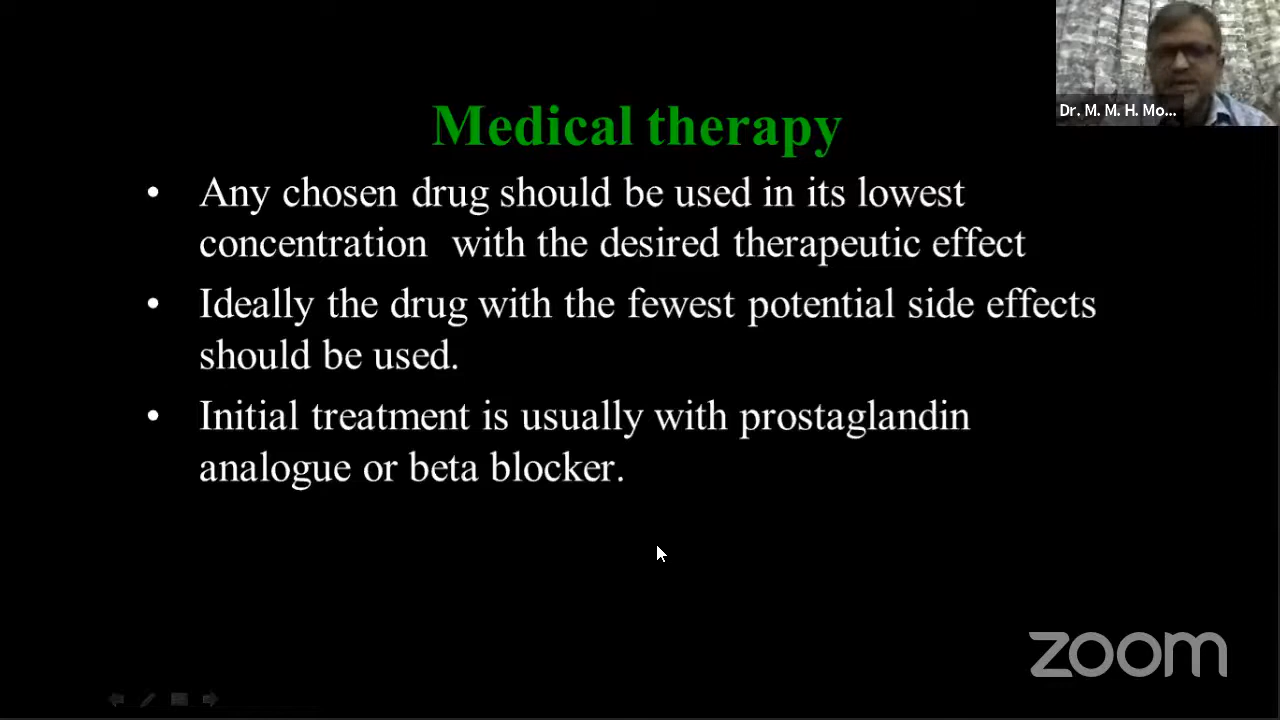 Dr. M. M. H. Mo...
Medical therapy
• Any chosen drug should be used in its lowest
concentration with the desired therapeutic effect
• Ideally the drug with the fewest potential side effects
should be used.
• Initial treatment is usually with prostaglandin
analogue or beta blocker.
zoom